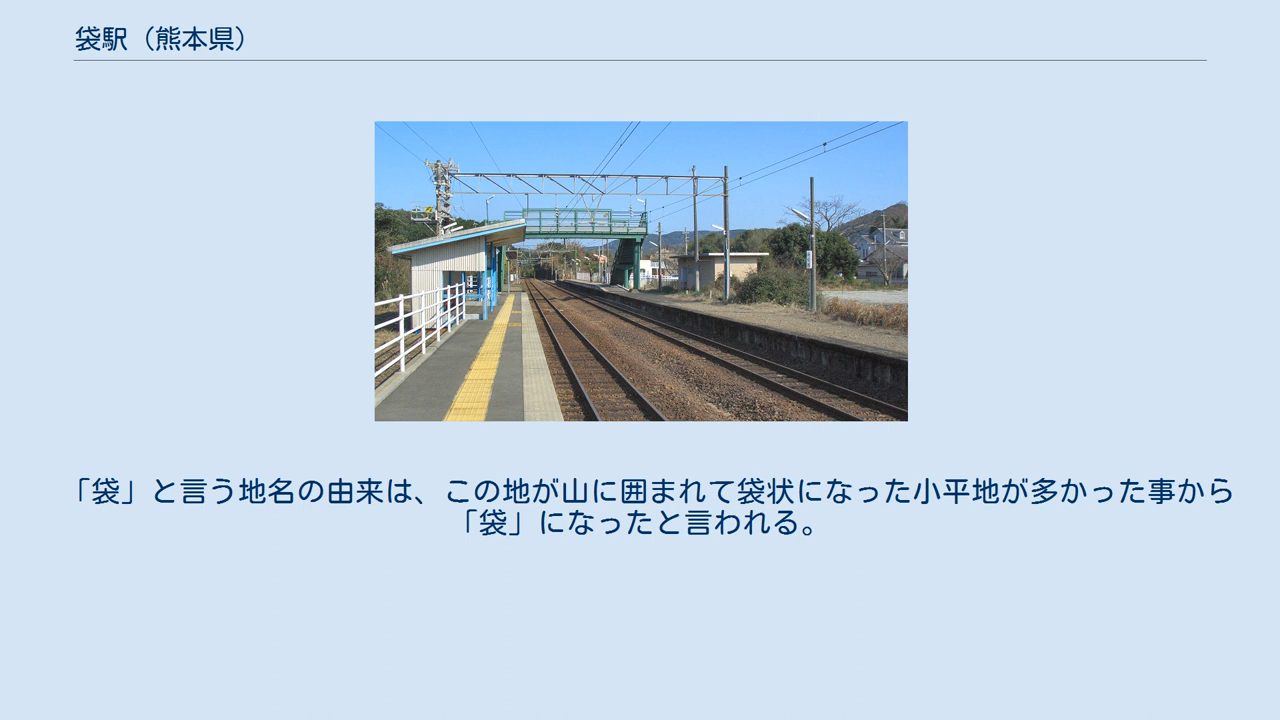 袋駅（熊本県）
「袋」と言う地名の由来は、この地が山に囲まれて袋状になった小平地が多かった事から
「袋」になったと言われる。